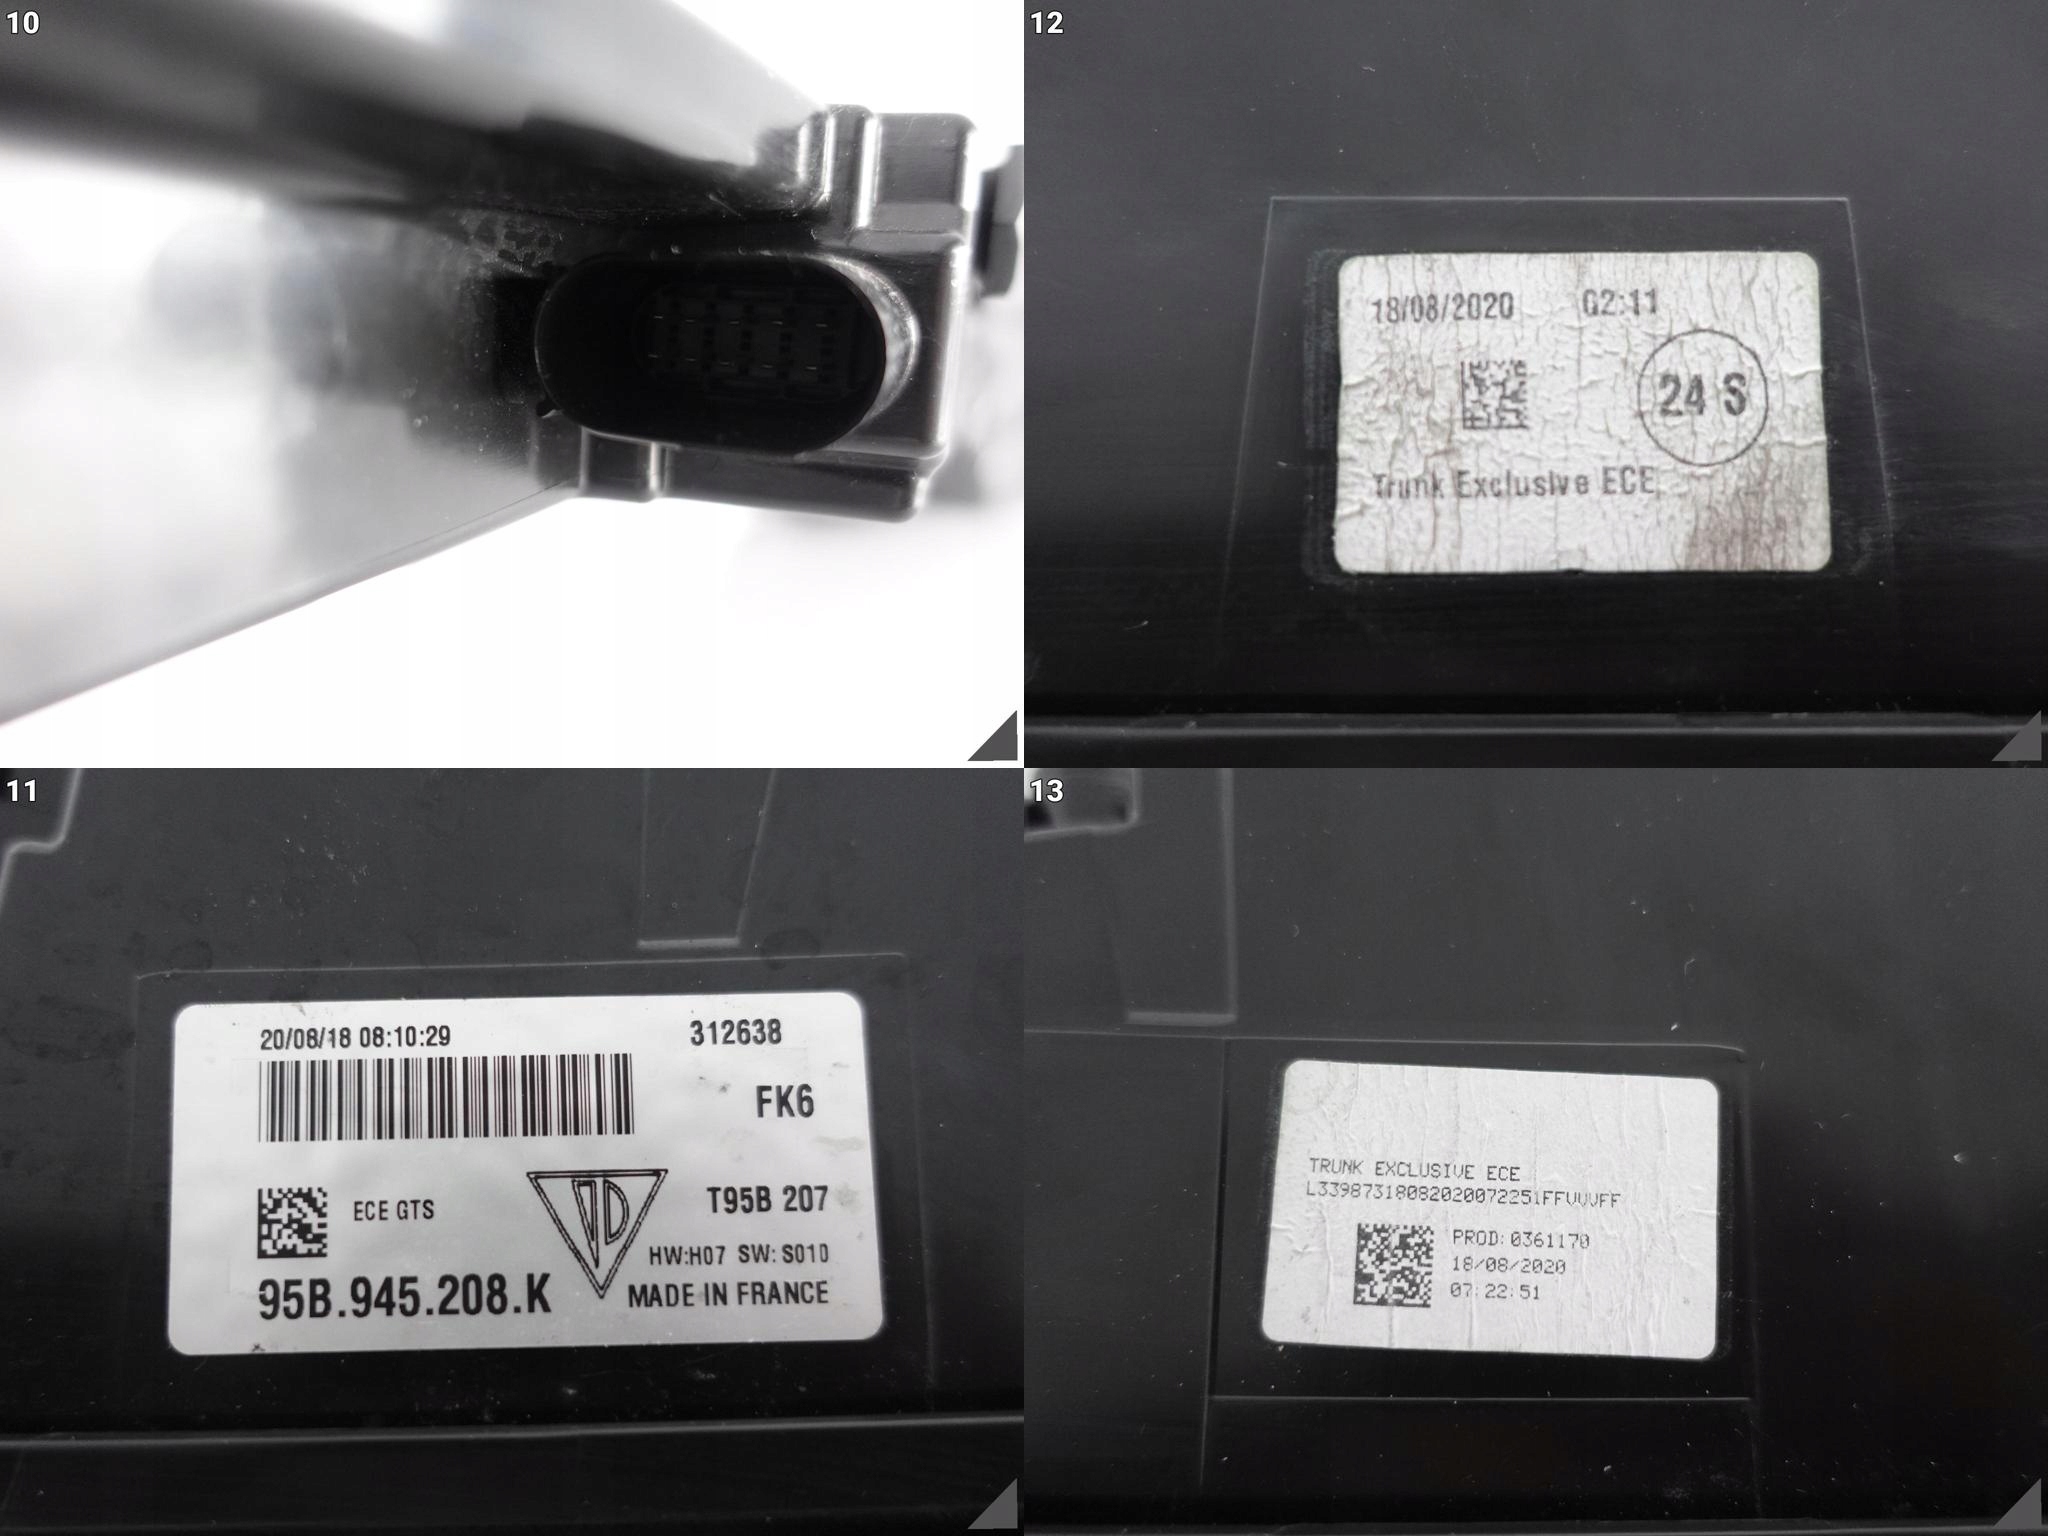 10
12
18/08/2020 02:11
24 S
Trunk Exclusive ECE
11
20/08/18 08:10:29 312638
FK6
ECE GTS
T95B 207
HW:H07 SW: S010
95B.945.208.K
MADE IN FRANCE
13
TRUNK EXCLUSIVE ECE
L33987318082020072251FFVVVFF
PROD: 0361170
18/08/2020
07:22:51